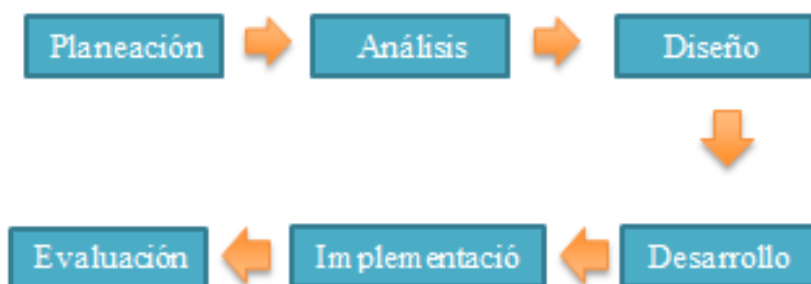 Planeación
Análisis
Diseño
Desarrollo
Implementació
Evaluación